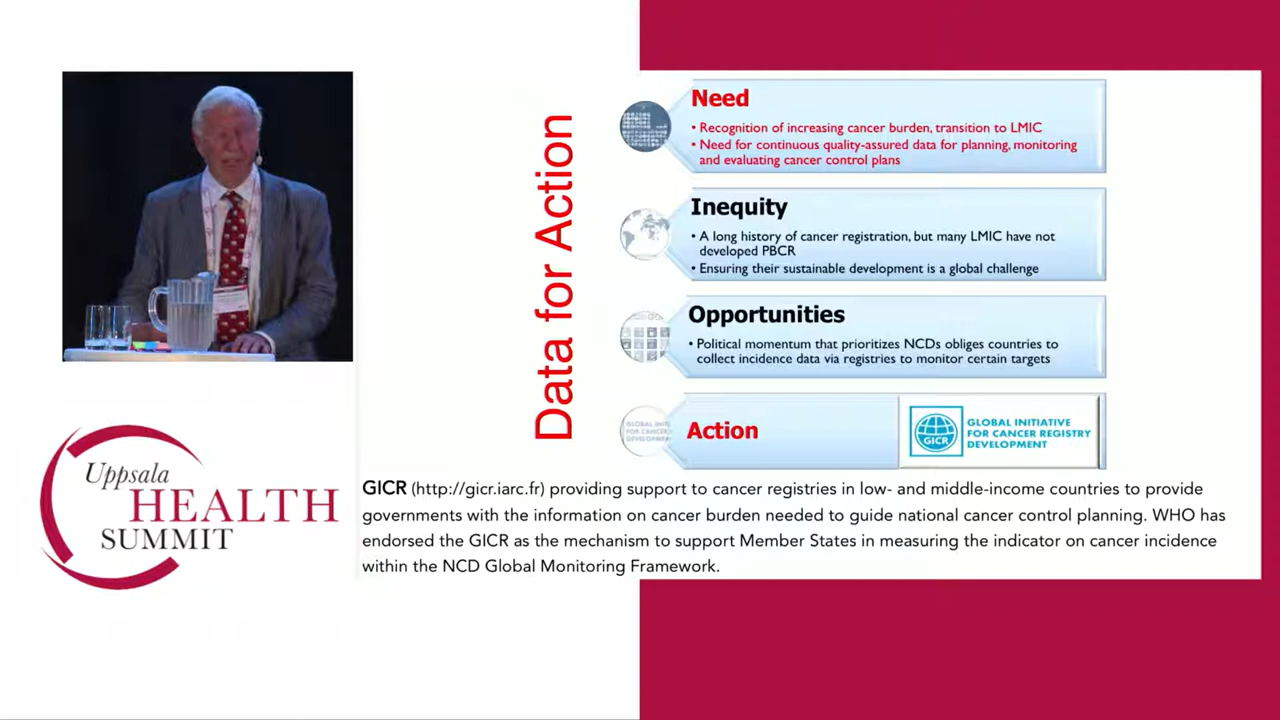 Data for Action
Need
• Recognition of increasing cancer burden, transition to LMIC
• Need for continuous quality-assured data for planning, monitoring
and evaluating cancer control plans
Inequity
• A long history of cancer registration, but many LMIC have not
developed PBCR
• Ensuring their sustainable development is a global challenge
Opportunities
• Political momentum that prioritizes NCDs obliges countries to
collect incidence data via registries to monitor certain targets
GLOBAL INIT
FOR CANCER
DEVELOPMENT
Action
GICR
GLOBAL INITIATIVE
FOR CANCER REGISTRY
DEVELOPMENT
GICR (http://gicr.iarc.fr) providing support to cancer registries in low- and middle-income countries to provide
governments with the information on cancer burden needed to guide national cancer control planning. WHO has
endorsed the GICR as the mechanism to support Member States in measuring the indicator on cancer incidence
within the NCD Global Monitoring Framework.
Uppsala
HEALTH
SUMMIT